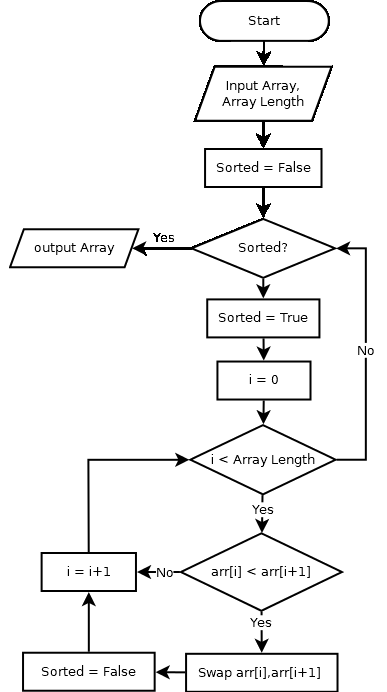 Start
Input Array,
Array Length
Sorted = False
Sorted?
Yes
output Array
Sorted = True
i = 0
No
i < Array Length
Yes
arr[i] < arr[i+1]
No
i = i+1
Yes
Swap arr[i],arr[i+1]
Sorted = False